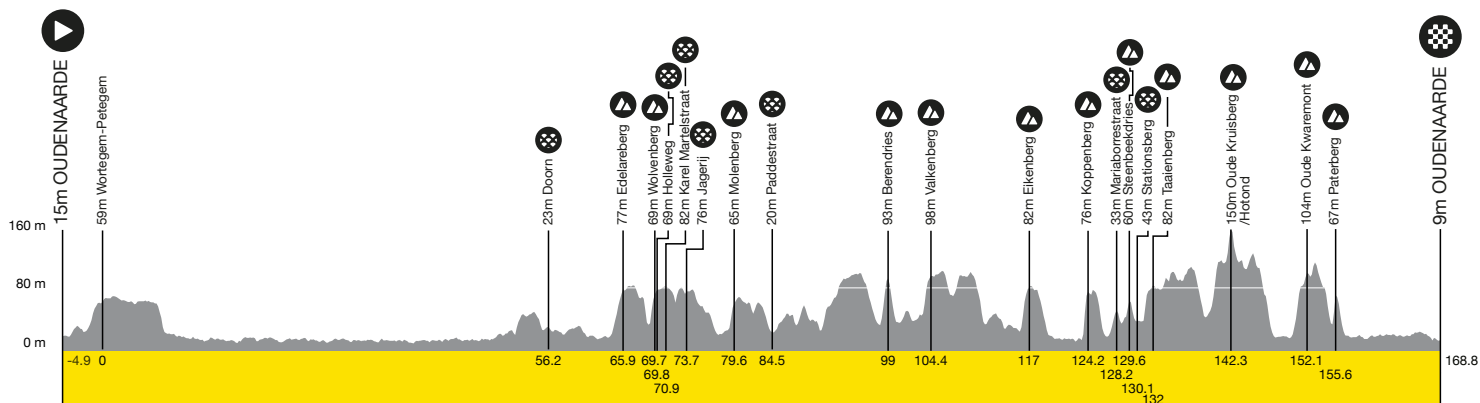 15m OUDENAARDE
59m Wortegem-Petegem
23m Doorn
77m Edelareberg
69m Wolvenberg
69m Holleweg
82m Karel Martelstraat
76m Jagerij
65m Molenberg
20m Paddestraat
93m Berendries
98m Valkenberg
82m Eikenberg
76m Koppenberg
33m Mariaborrestraat
60m Steenbeekdries
43m Stationsberg
82m Taaienberg
150m Oude Kruisberg
/Hotond
104m Oude Kwaremont
67m Paterberg
9m OUDENAARDE
160 m
80 m
0 m
-4.9 0 56.2 65.9 69.7 73.7 79.6 84.5 99 104.4 117 124.2 129.6 142.3 152.1 168.8
69.8 128.2 155.6
70.9 130.1
132